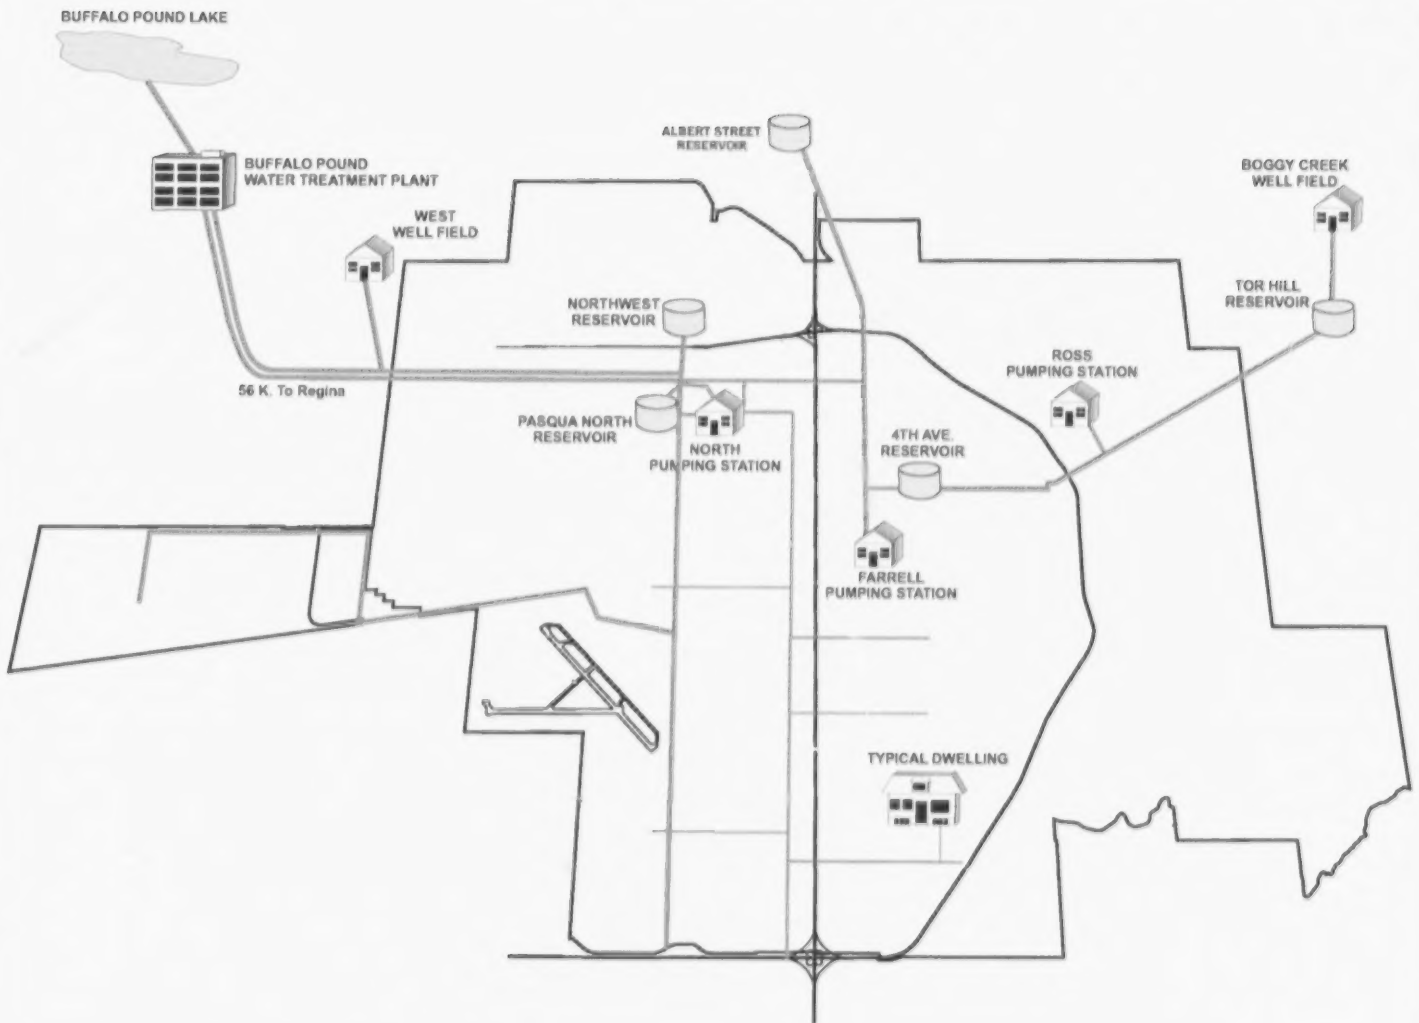 BUFFALO POUND LAKE
BUFFALO POUND
WATER TREATMENT PLANT
WEST
WELL FIELD
ALBERT STREET
RESERVOIR
BOGGY CREEK
WELL FIELD
TOR HILL
RESERVOIR
NORTHWEST
RESERVOIR
ROSS
PUMPING STATION
56 K. To Regina
PASQUA NORTH
RESERVOIR
NORTH
PUMPING STATION
4TH AVE.
RESERVOIR
FARRELL
PUMPING STATION
TYPICAL DWELLING